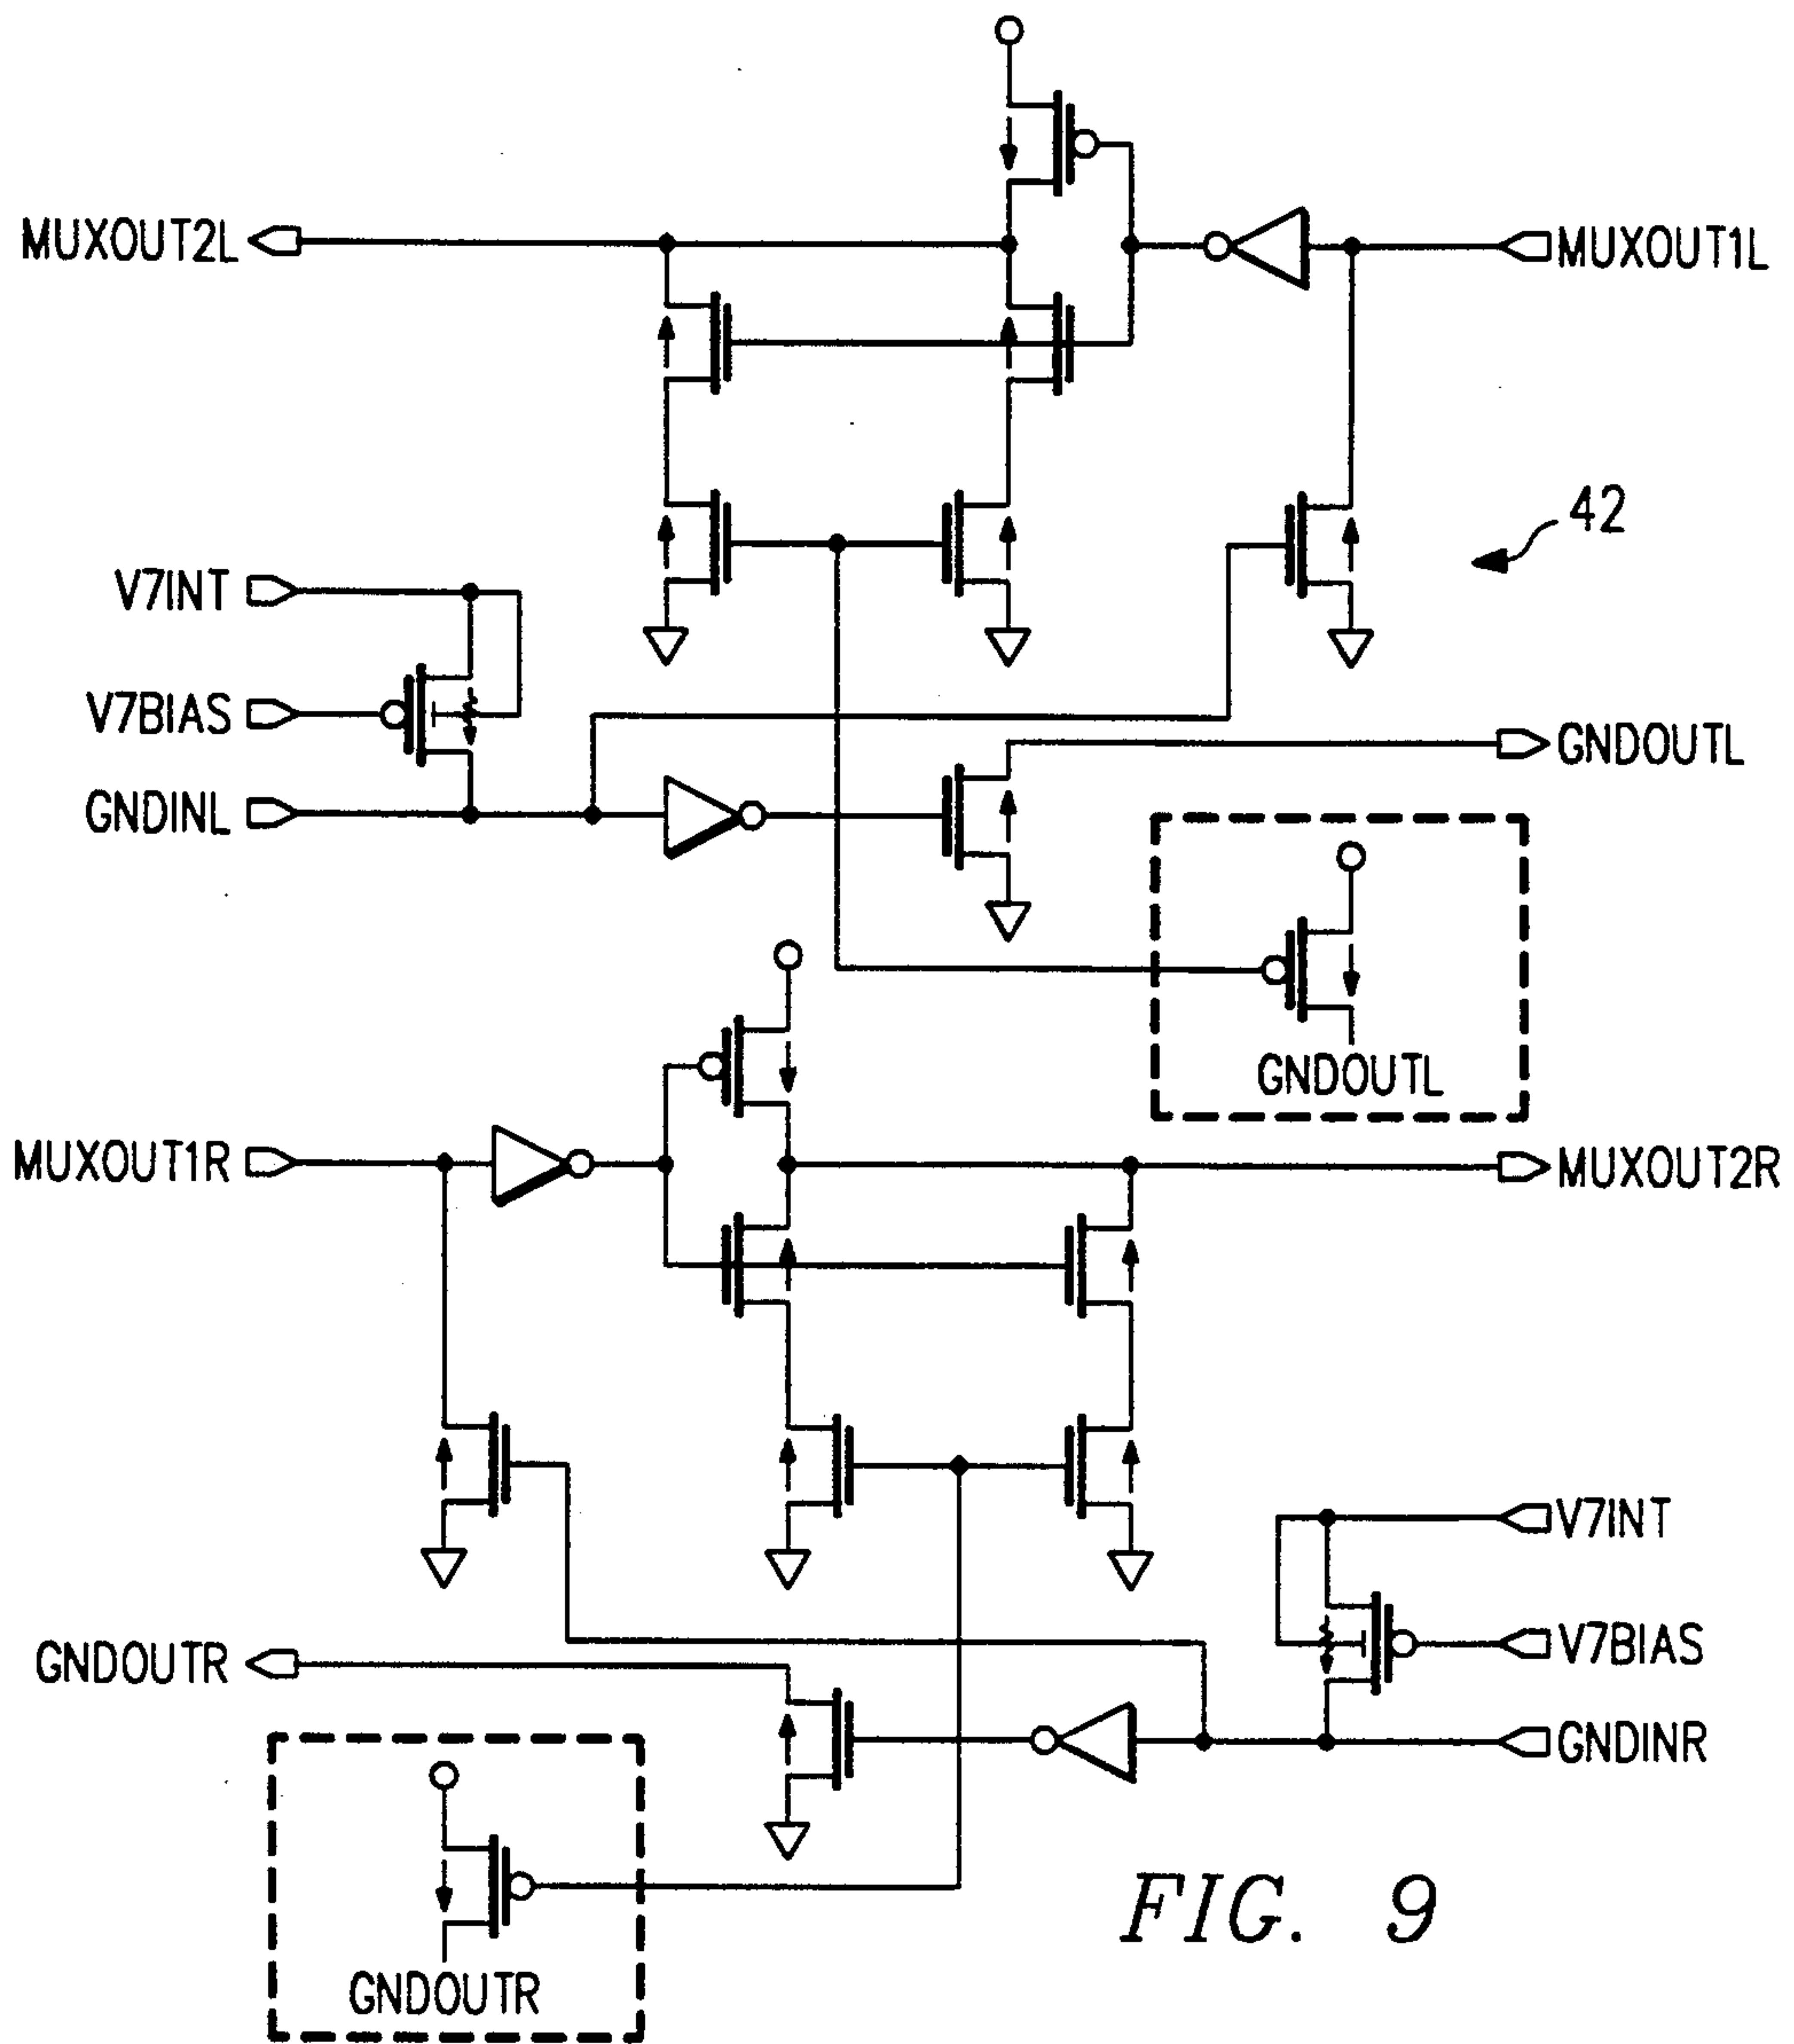 MUXOUT2L
MUXOUT1L
42
V7INT
V7BIAS
GNDOUTL
GNDINL
GNDOUTL
MUXOUT1R
MUXOUT2R
V7INT
V7BIAS
GNDOUTR
GNDINR
GNDOUTR
FIG. 9